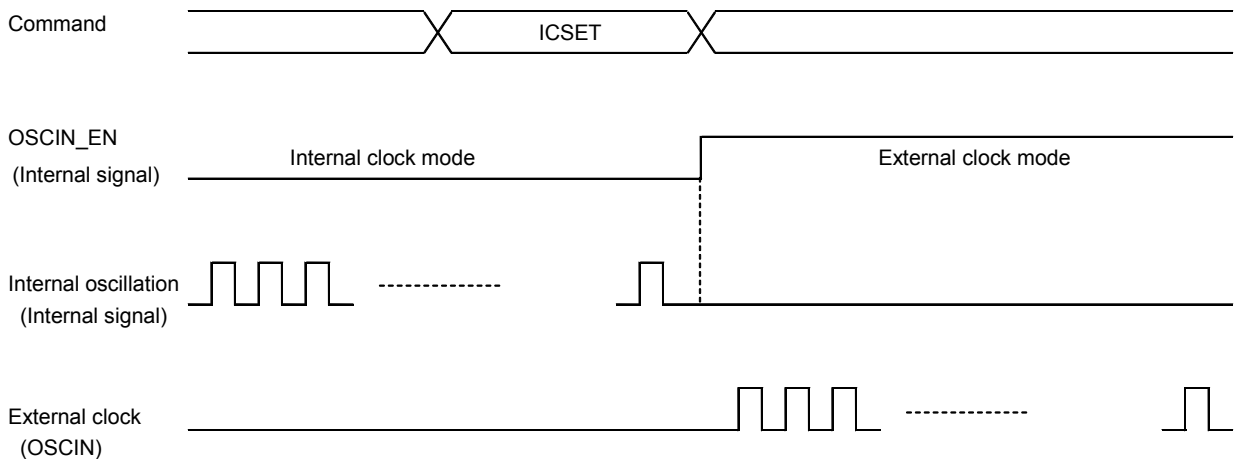 Command
ICSET
OSCIN_EN
(Internal signal)
Internal clock mode
External clock mode
Internal oscillation
(Internal signal)
External clock
(OSCIN)